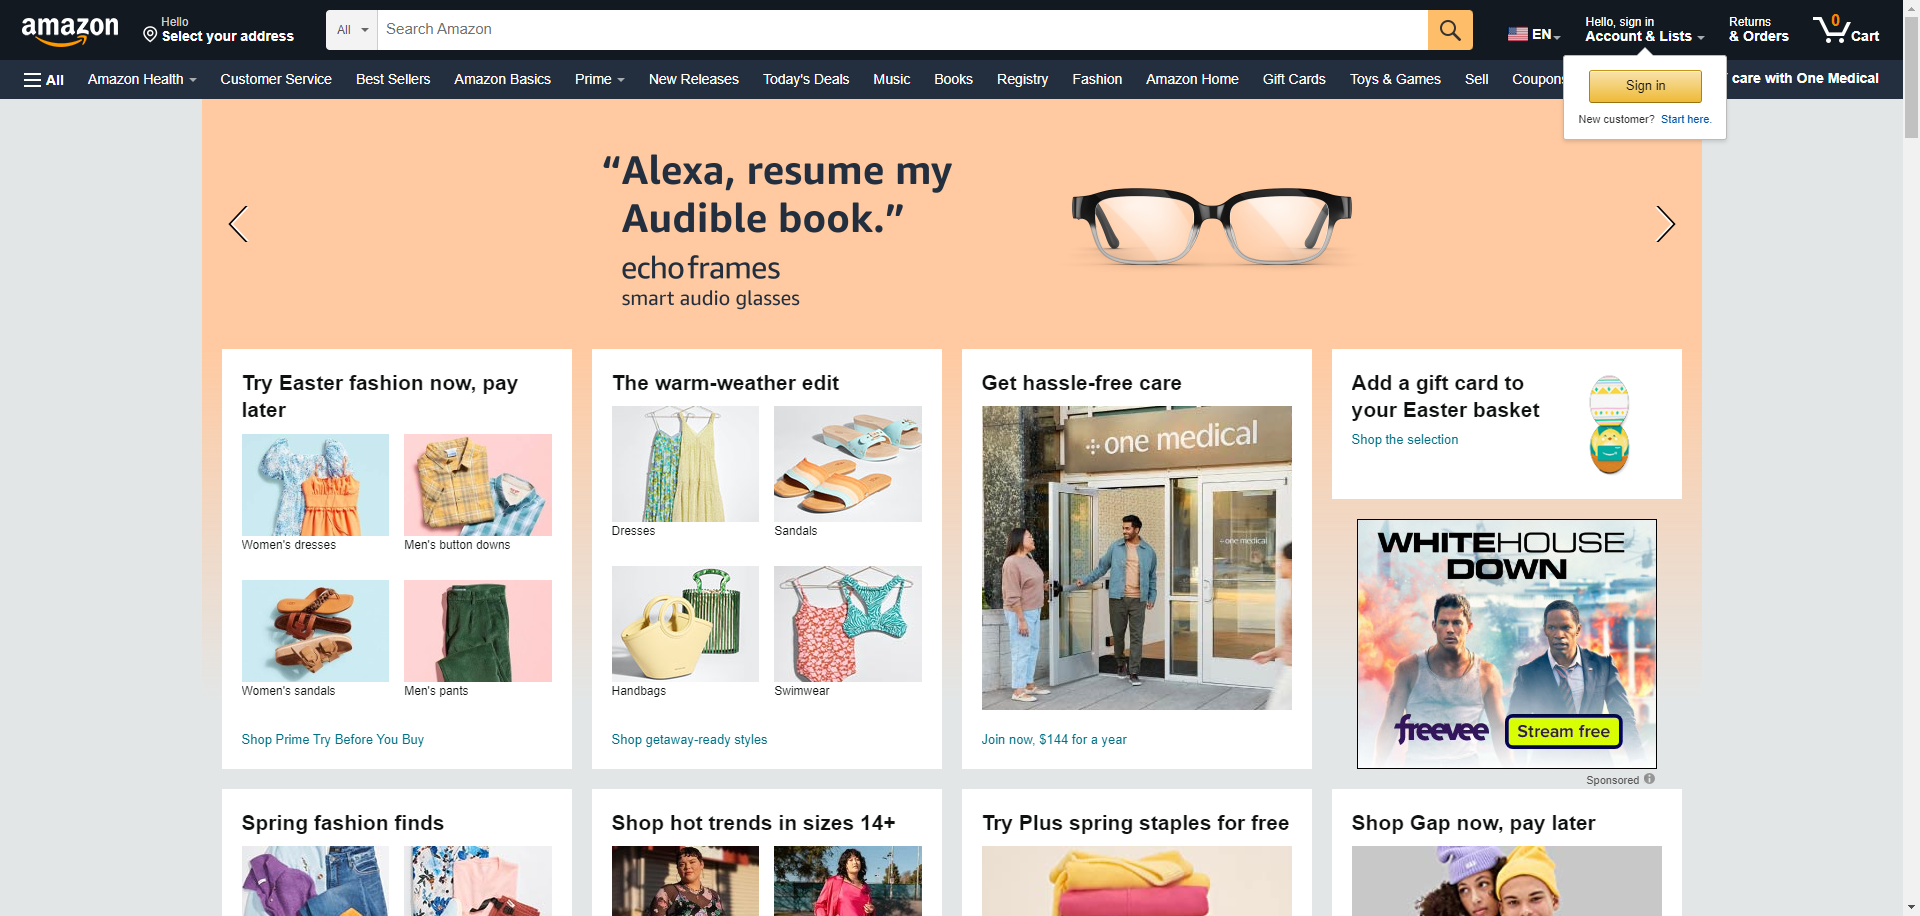 amazon
Hello
Select your address
All
Search Amazon
EN
Hello, sign in
Account & Lists
Returns
& Orders
0
Cart
All
Amazon Health
Customer Service
Best Sellers
Amazon Basics
Prime
New Releases
Today's Deals
Music
Books
Registry
Fashion
Amazon Home
Gift Cards
Toys & Games
Sell
Coupons
care with One Medical
Sign in
New customer? Start here.
“Alexa, resume my
Audible book.”
echo frames
smart audio glasses
Try Easter fashion now, pay
later
Women's dresses
Men's button downs
Women's sandals
Men's pants
Shop Prime Try Before You Buy
The warm-weather edit
Dresses
Sandals
Handbags
Swimwear
Shop getaway-ready styles
Get hassle-free care
one medical
one medical
Join now, $144 for a year
Add a gift card to
your Easter basket
Shop the selection
WHITE HOUSE
DOWN
freevee
Stream free
Sponsored
Spring fashion finds
Shop hot trends in sizes 14+
Try Plus spring staples for free
Shop Gap now, pay later